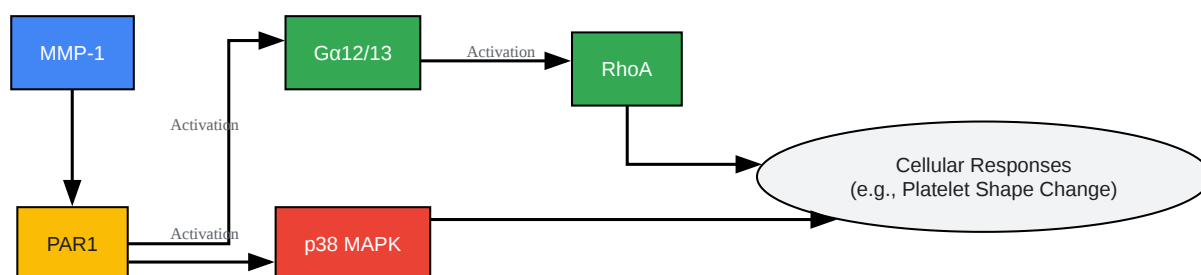 MMP-1
Gα12/13
Activation
RhoA
Activation
Cellular Responses
(e.g., Platelet Shape Change)
Activation
PAR1
p38 MAPK